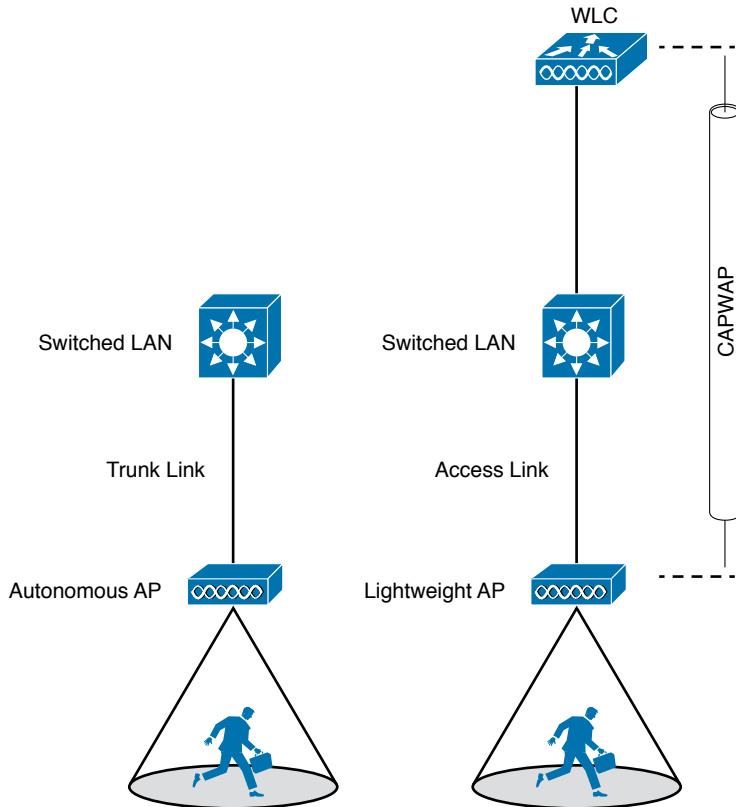 WLC
Switched LAN
Switched LAN
CAPWAP
Trunk Link
Access Link
Autonomous AP
Lightweight AP